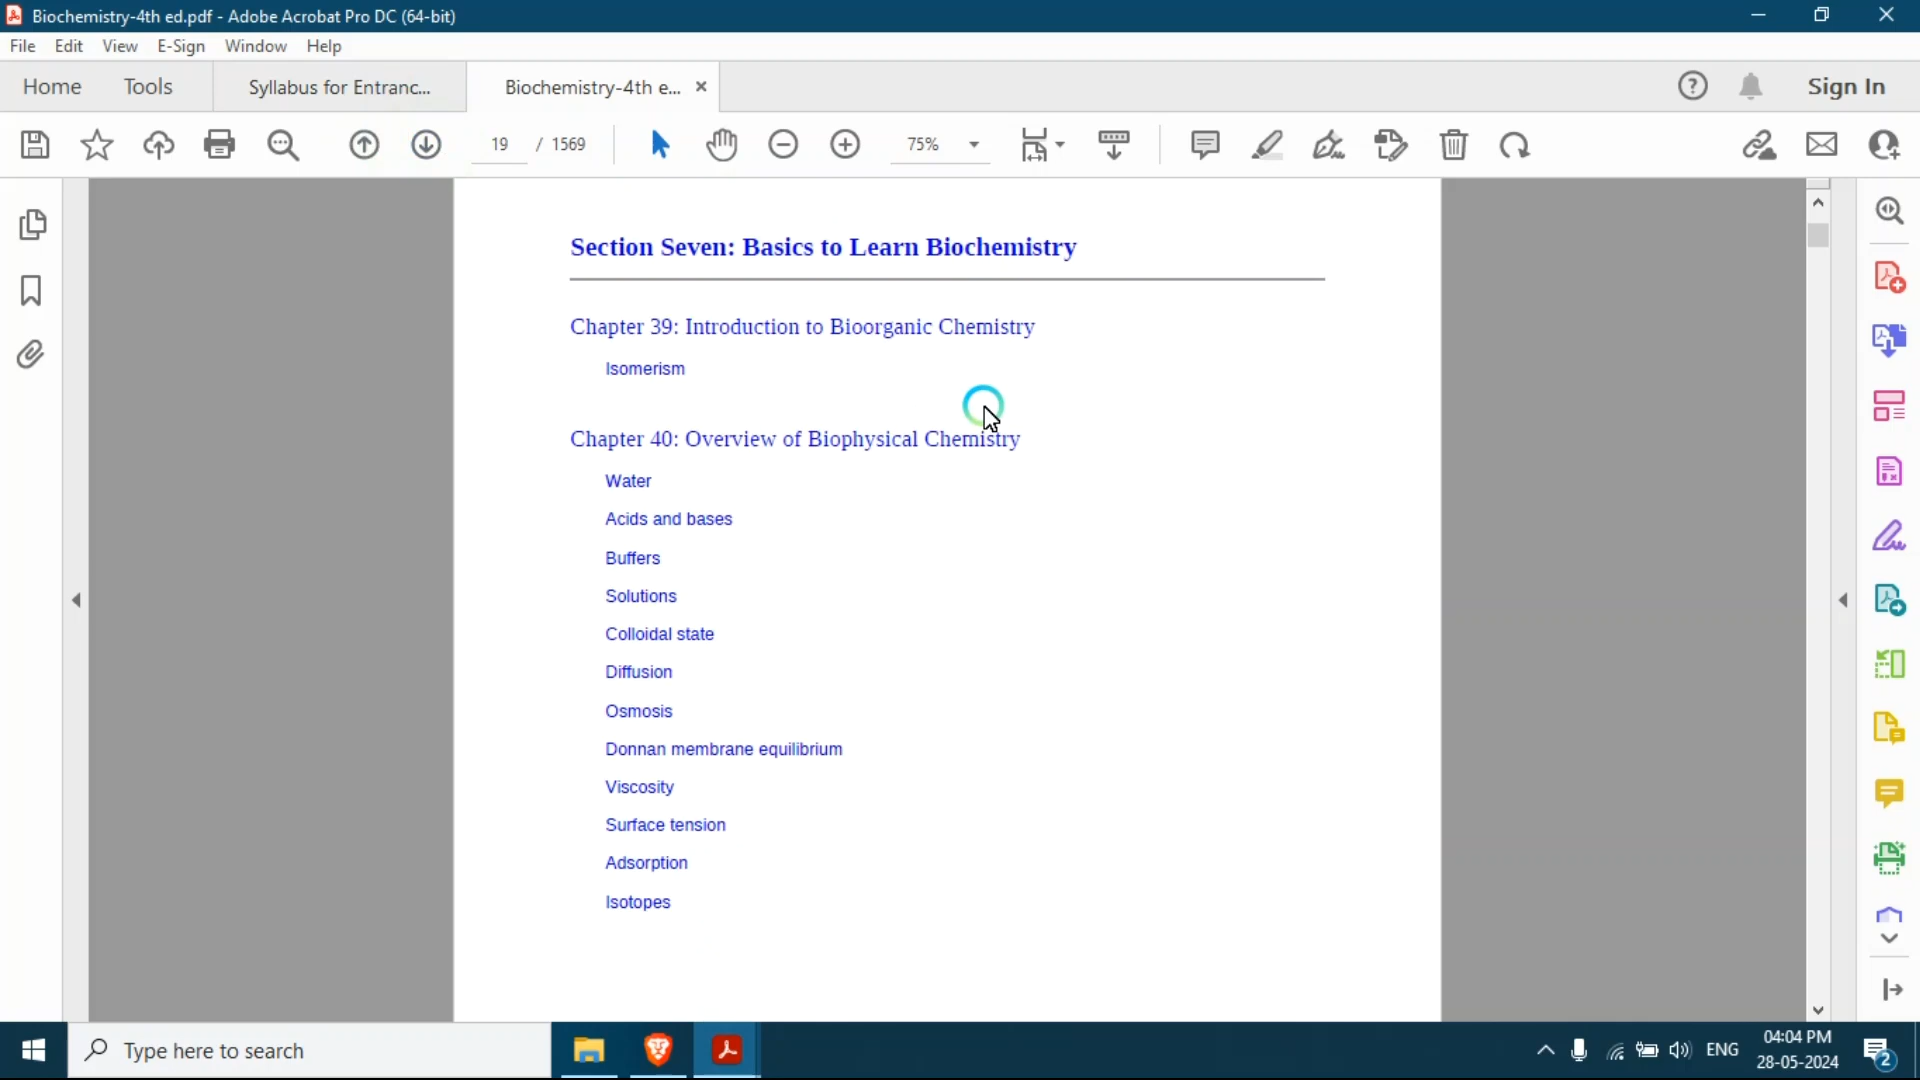 Biochemistry-4th ed.pdf - Adobe Acrobat Pro DC (64-bit)
File Edit View E-Sign Window Help
Home Tools Syllabus for Entranc... Biochemistry-4th e... × Sign In
19 / 1569 75%
Section Seven: Basics to Learn Biochemistry
Chapter 39: Introduction to Bioorganic Chemistry
Isomerism
Chapter 40: Overview of Biophysical Chemistry
Water
Acids and bases
Buffers
Solutions
Colloidal state
Diffusion
Osmosis
Donnan membrane equilibrium
Viscosity
Surface tension
Adsorption
Isotopes
Type here to search
ENG
04:04 PM
28-05-2024
2